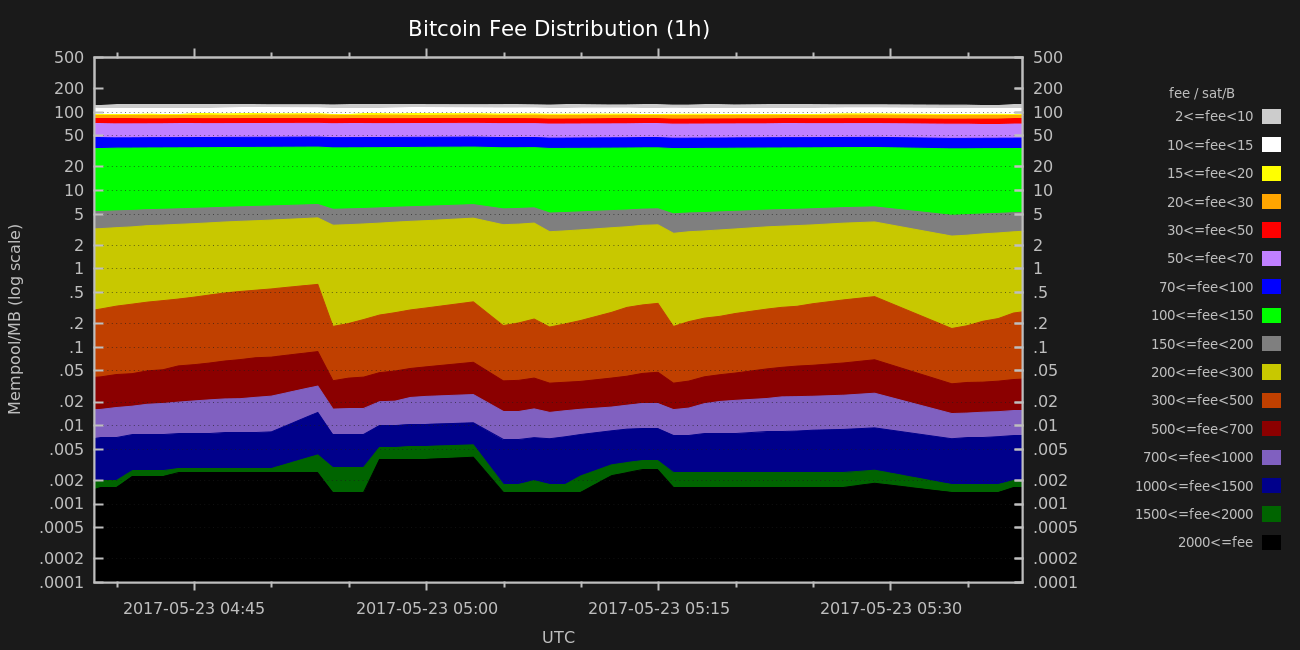 Bitcoin Fee Distribution (1h)
500 500
200 200
100 100
50 50
20 20
10 10
5 5
2 2
1 1
.5 .5
.2 .2
.1 .1
.05 .05
.02 .02
.01 .01
.005 .005
.002 .002
.001 .001
.0005 .0005
.0002 .0002
.0001 .0001
Mempool/MB (log scale)
2017-05-23 04:45 2017-05-23 05:00 2017-05-23 05:15 2017-05-23 05:30
UTC
fee / sat/B
2<=fee<10
10<=fee<15
15<=fee<20
20<=fee<30
30<=fee<50
50<=fee<70
70<=fee<100
100<=fee<150
150<=fee<200
200<=fee<300
300<=fee<500
500<=fee<700
700<=fee<1000
1000<=fee<1500
1500<=fee<2000
2000<=fee